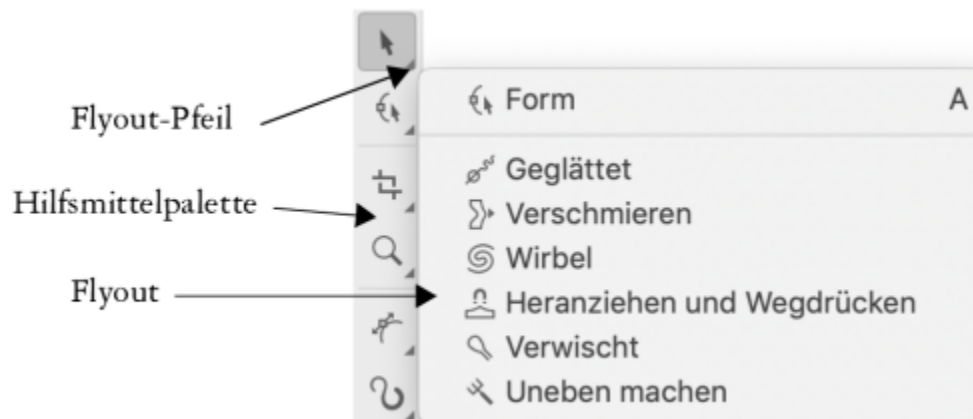 Flyout-Pfeil
Hilfsmittelpalette
Flyout
Form A
Geglättet
Verschmieren
Wirbel
Heranziehen und Wegdrücken
Verwischt
Uneben machen